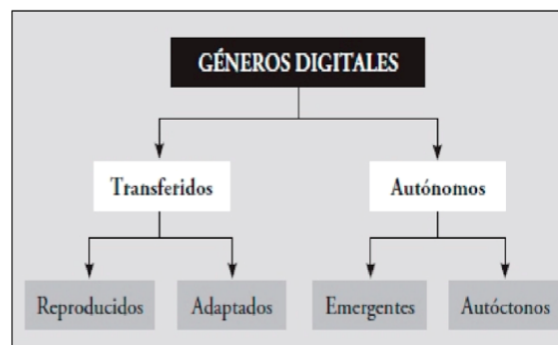 GÉNEROS DIGITALES
Transferidos
Autónomos
Reproducidos
Adaptados
Emergentes
Autóctonos